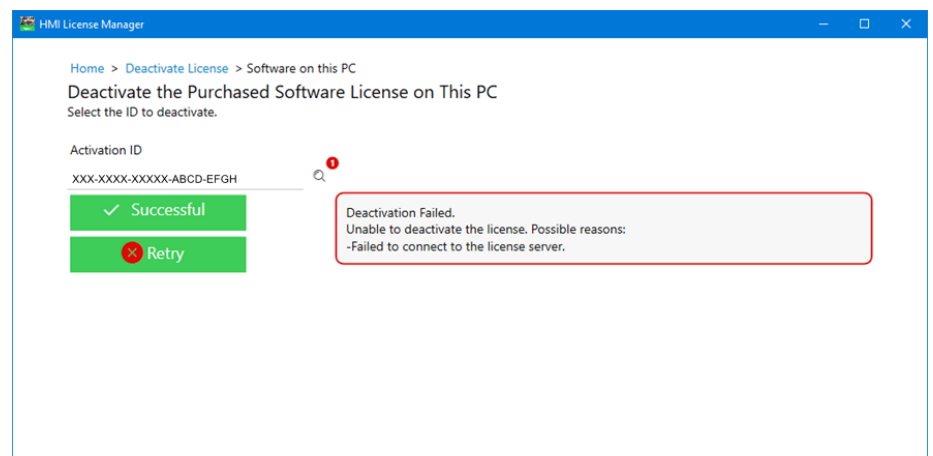 HMI License Manager
Home > Deactivate License > Software on this PC
Deactivate the Purchased Software License on This PC
Select the ID to deactivate.
Activation ID
1
XXX-XXXX-XXXXX-ABCD-EFGH
Successful
Deactivation Failed.
Unable to deactivate the license. Possible reasons:
-Failed to connect to the license server.
Retry